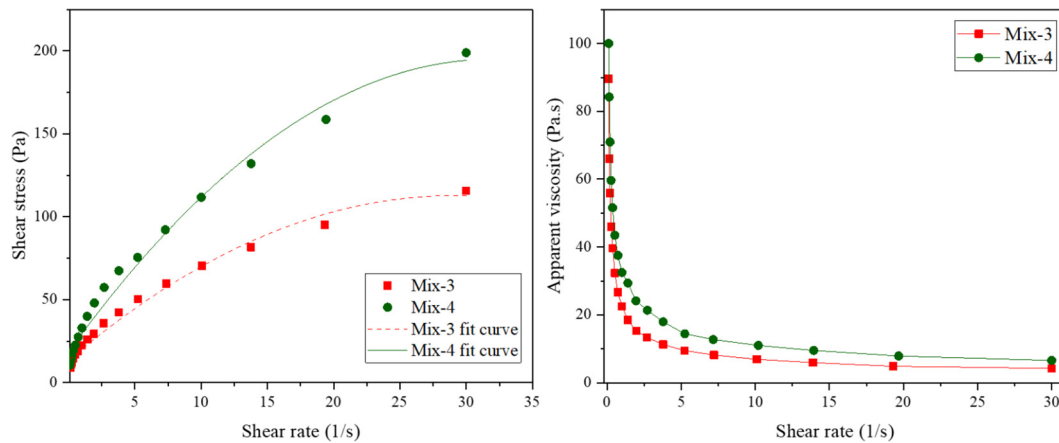 200
150
100
50
0
Shear stress (Pa)
Mix-3
Mix-4
Mix-3 fit curve
Mix-4 fit curve
0 5 10 15 20 25 30 35
Shear rate (1/s)
100
80
60
40
20
0
Apparent viscosity (Pa.s)
Mix-3
Mix-4
0 5 10 15 20 25 30
Shear rate (1/s)